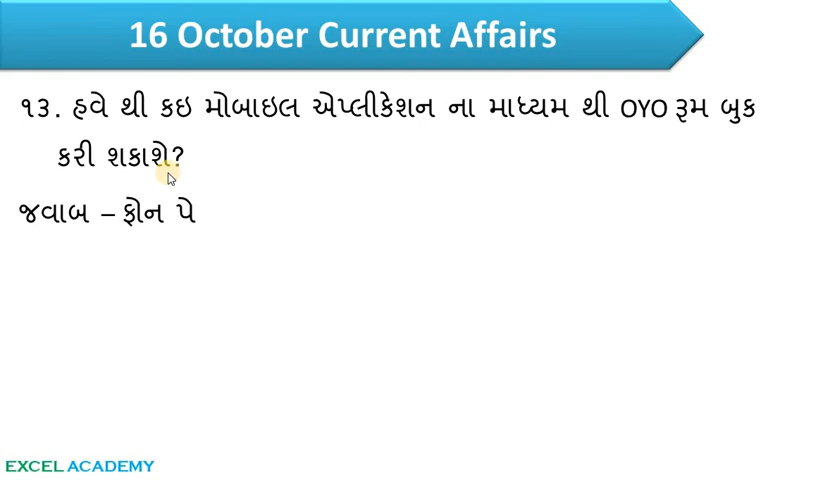 16 October Current Affairs
૧૩. હવે થી કઇ મોબાઇલ એપ્લીકેશન ના માધ્યમ થી OYO રૂમ બુક
કરી શકાશે?
જવાબ – ફોન પે
EXCEL ACADEMY